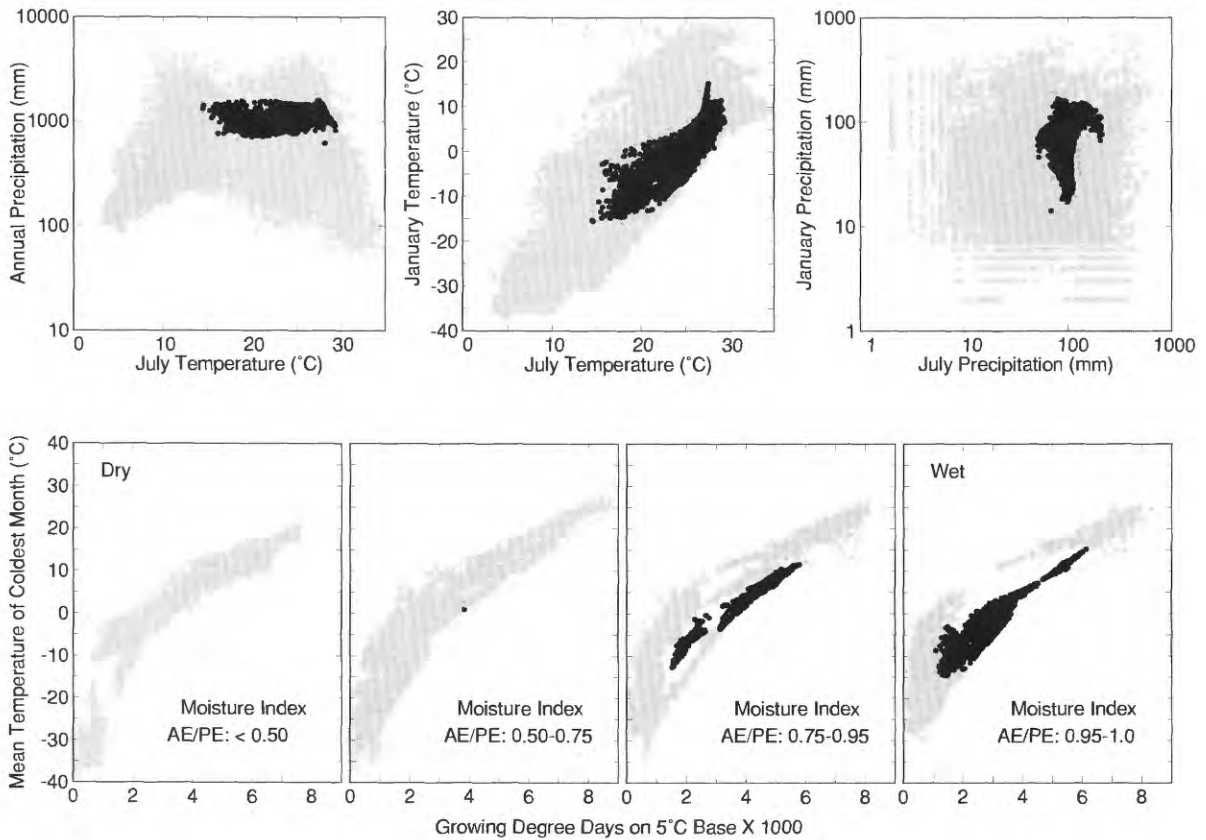 10000
1000
100
10
Annual Precipitation (mm)
0 10 20 30
July Temperature (˚C)
30
20
10
0
-10
-20
-30
-40
January Temperature (˚C)
0 10 20 30
July Temperature (˚C)
1000
100
10
1
January Precipitation (mm)
1 10 100 1000
July Precipitation (mm)
40
30
20
10
0
-10
-20
-30
-40
Mean Temperature of Coldest Month (˚C)
Dry
Moisture Index
AE/PE: < 0.50
0 2 4 6 8
Moisture Index
AE/PE: 0.50-0.75
0 2 4 6 8
Moisture Index
AE/PE: 0.75-0.95
0 2 4 6 8
Wet
Moisture Index
AE/PE: 0.95-1.0
0 2 4 6 8
Growing Degree Days on 5˚C Base X 1000